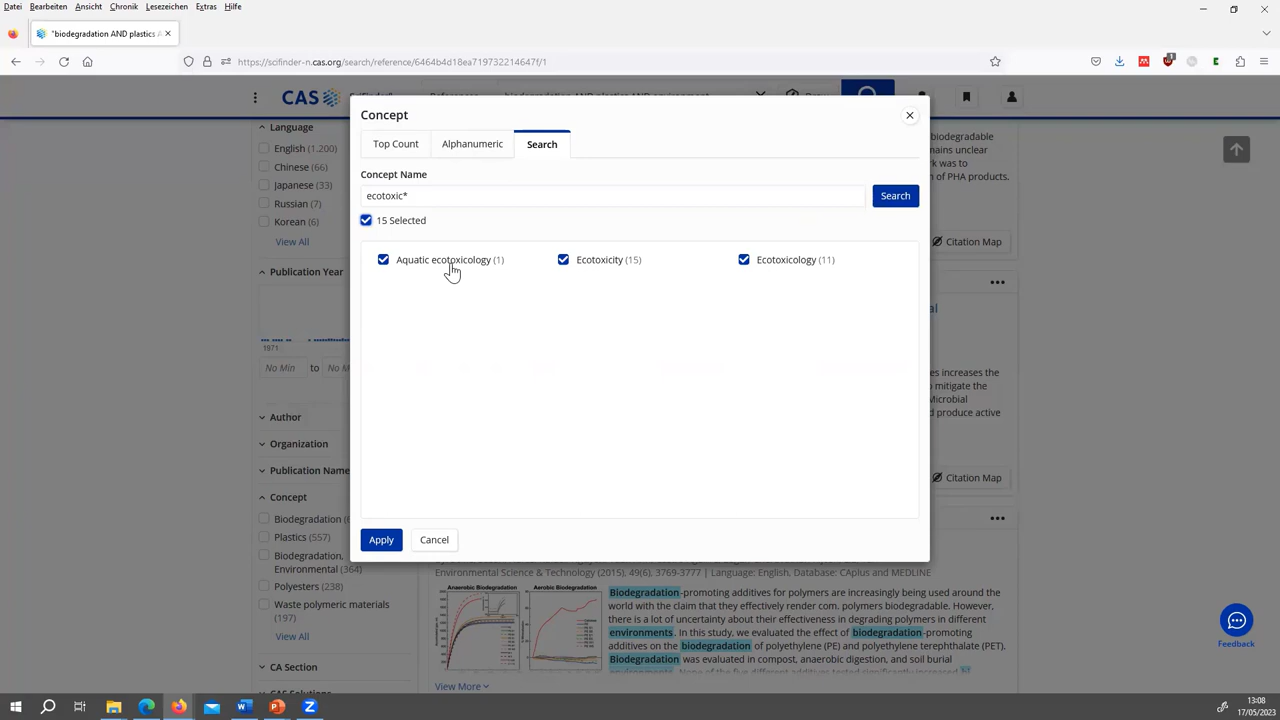 Datei Bearbeiten Ansicht Chronik Lesezeichen Extras Hilfe
"biodegradation AND plastics A
https://scifinder-n.cas.org/search/reference/6464b4d18ea7197322214647f/1
CAS
Concept
Top Count Alphanumeric Search
Concept Name
ecotoxic*
Search
15 Selected
Aquatic ecotoxicology (1) Ecotoxicity (15) Ecotoxicology (11)
Apply Cancel
Language
English (1.200)
Chinese (66)
Japanese (33)
Russian (7)
Korean (6)
View All
Publication Year
1971
No Min to No M
Author
Organization
Publication Name
Concept
Biodegradation (6
Plastics (557)
Biodegradation,
Environmental (364)
Polyesters (238)
Waste polymeric materials
(197)
View All
CA Section
CAS Solutions
biodegradable
mains unclear
rk was to
n of PHA products.
Citation Map
al
es increases the
o mitigate the
Microbial
d produce active
Citation Map
Environmental Science & Technology (2015), 49(6), 3769-3777 | Language: English, Database: CAplus and MEDLINE
Anaerobic Biodegradation Aerobic Biodegradation
Biodegradation-promoting additives for polymers are increasingly being used around the
world with the claim that they effectively render com. polymers biodegradable. However,
there is a lot of uncertainty about their effectiveness in degrading polymers in different
environments. In this study, we evaluated the effect of biodegradation-promoting
additives on the biodegradation of polyethylene (PE) and polyethylene terephthalate (PET).
Biodegradation was evaluated in compost, anaerobic digestion, and soil burial
View More
Feedback
13:08
17/05/2023